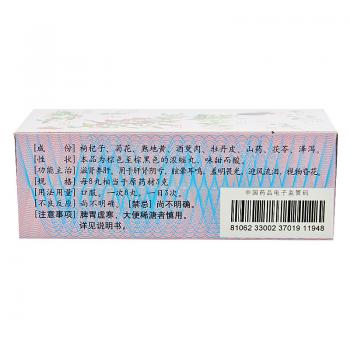 [成　份] 枸杞子、菊花、熟地黄、酒萸肉、牡丹皮、山药、茯苓、泽泻。
[性　状] 本品为棕色至棕黑色的浓缩丸，味甜而酸。
[功能主治] 滋肾养肝。用于肝肾阴亏，眩晕耳鸣，羞明畏光，迎风流泪，视物昏花。
[规　格] 每8丸相当于原药材3克
[用法用量] 口服，一次8丸，一日3次。
[不良反应] 尚不明确。[禁忌] 尚不明确。
[注意事项] 脾胃虚寒，大便稀溏者慎用。
详见说明书。
中国药品电子监管码
81062 33002 37019 11948